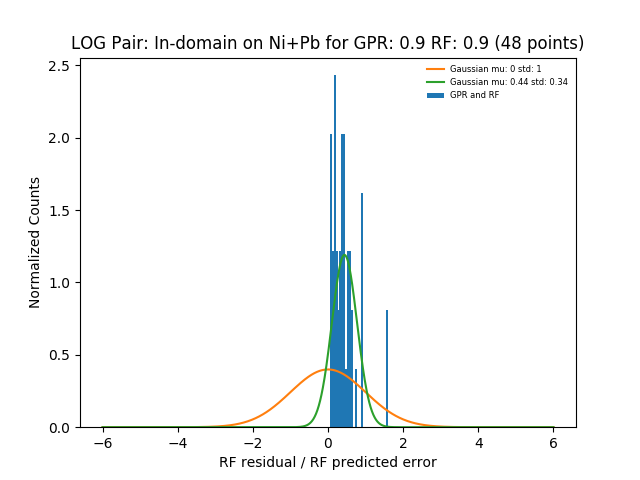 LOG Pair: In-domain on Ni+Pb for GPR: 0.9 RF: 0.9 (48 points)
Gaussian mu: 0 std: 1
Gaussian mu: 0.44 std: 0.34
GPR and RF
Normalized Counts
2.5
2.0
1.5
1.0
0.5
0.0
−6 −4 −2 0 2 4 6
RF residual / RF predicted error